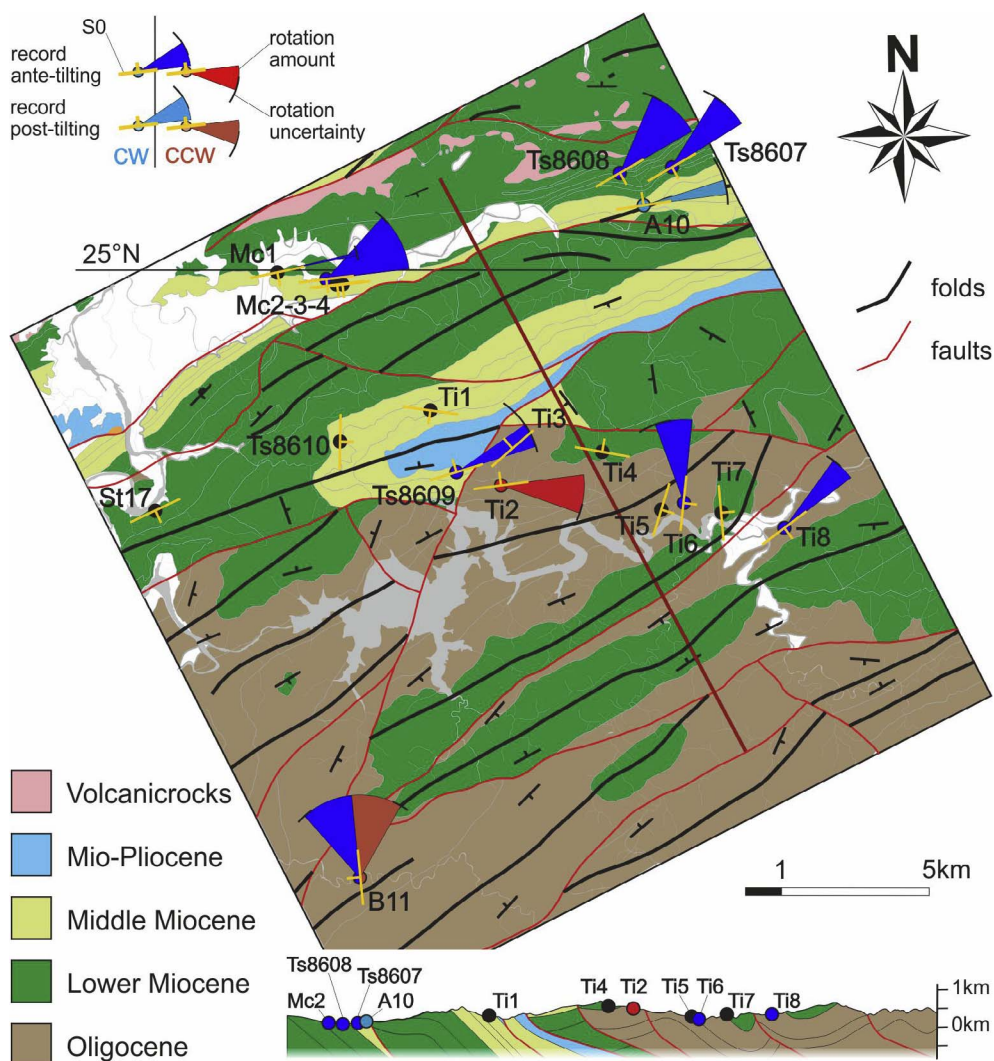 S0
record
ante-tilting
rotation
amount
record
post-tilting
rotation
uncertainty
CW
CCW
N
Ts8608
Ts8607
A10
25°N
Mc1
Mc2-3-4
folds
faults
Ti1
Ts8610
Ti3
Ti4
Ts8609
Ti2
Ti7
St17
Ti5
Ti6
Ti8
Volcanicrocks
Mio-Pliocene
Middle Miocene
Lower Miocene
Oligocene
B11
1
5km
Ts8608
Ts8607
Mc2
A10
Ti1
Ti4
Ti2
Ti5
Ti6
Ti7
Ti8
1km
0km